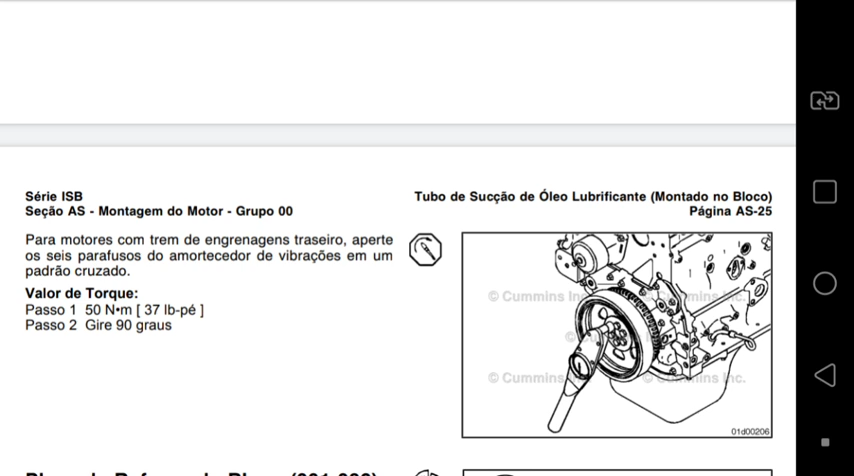 Série ISB
Seção AS - Montagem do Motor - Grupo 00
Tubo de Sucção de Óleo Lubrificante (Montado no Bloco)
Página AS-25
Para motores com trem de engrenagens traseiro, aperte
os seis parafusos do amortecedor de vibrações em um
padrão cruzado.
Valor de Torque:
Passo 1 50 N•m [ 37 lb-pé ]
Passo 2 Gire 90 graus
© Cummins Inc.
© Cummins Inc.
©
© Cummins Inc.
© Cummins Inc.
01d00206